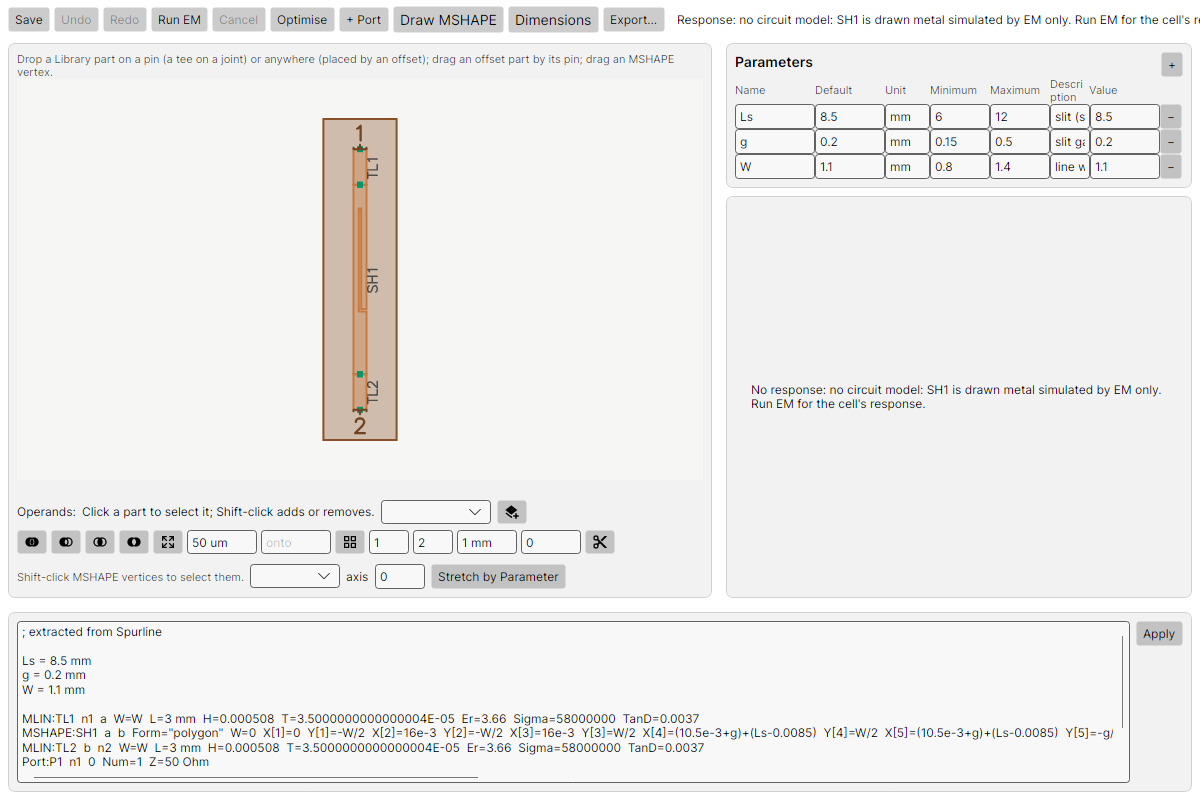 Save Undo Redo Run EM Cancel Optimise + Port Draw MSHAPE Dimensions Export... Response: no circuit model: SH1 is drawn metal simulated by EM only. Run EM for the cell's
Drop a Library part on a pin (a tee on a joint) or anywhere (placed by an offset); drag an offset part by its pin; drag an MSHAPE
vertex.
1
TL1
SH1
TL2
2
Operands: Click a part to select it; Shift-click adds or removes.
50 um onto 1 2 1 mm 0
Shift-click MSHAPE vertices to select them. axis 0 Stretch by Parameter
Parameters +
Name Default Unit Minimum Maximum Descri
ption Value
Ls 8.5 mm 6 12 slit (s 8.5 −
g 0.2 mm 0.15 0.5 slit ga 0.2 −
W 1.1 mm 0.8 1.4 line w 1.1 −
No response: no circuit model: SH1 is drawn metal simulated by EM only.
Run EM for the cell's response.
; extracted from Spurline
Ls = 8.5 mm
g = 0.2 mm
W = 1.1 mm
MLIN:TL1 n1 a W=W L=3 mm H=0.000508 T=3.5000000000000004E-05 Er=3.66 Sigma=58000000 TanD=0.0037
MSHAPE:SH1 a b Form="polygon" W=0 X[1]=0 Y[1]=-W/2 X[2]=16e-3 Y[2]=-W/2 X[3]=16e-3 Y[3]=W/2 X[4]=(10.5e-3+g)+(Ls-0.0085) Y[4]=W/2 X[5]=(10.5e-3+g)+(Ls-0.0085) Y[5]=-g/
MLIN:TL2 b n2 W=W L=3 mm H=0.000508 T=3.5000000000000004E-05 Er=3.66 Sigma=58000000 TanD=0.0037
Port:P1 n1 0 Num=1 Z=50 Ohm
Apply